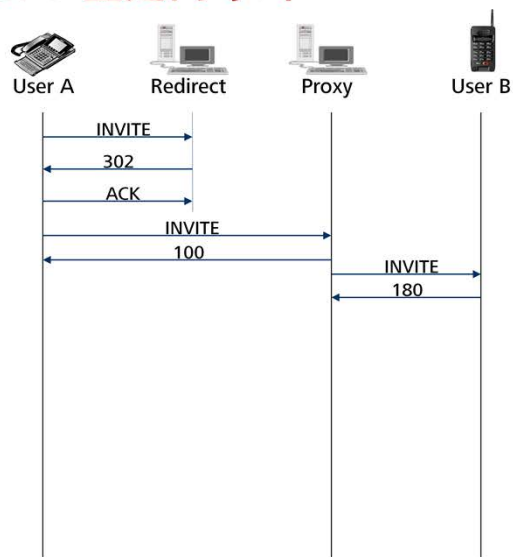 User A
Redirect
Proxy
User B
INVITE
302
ACK
INVITE
100
INVITE
180